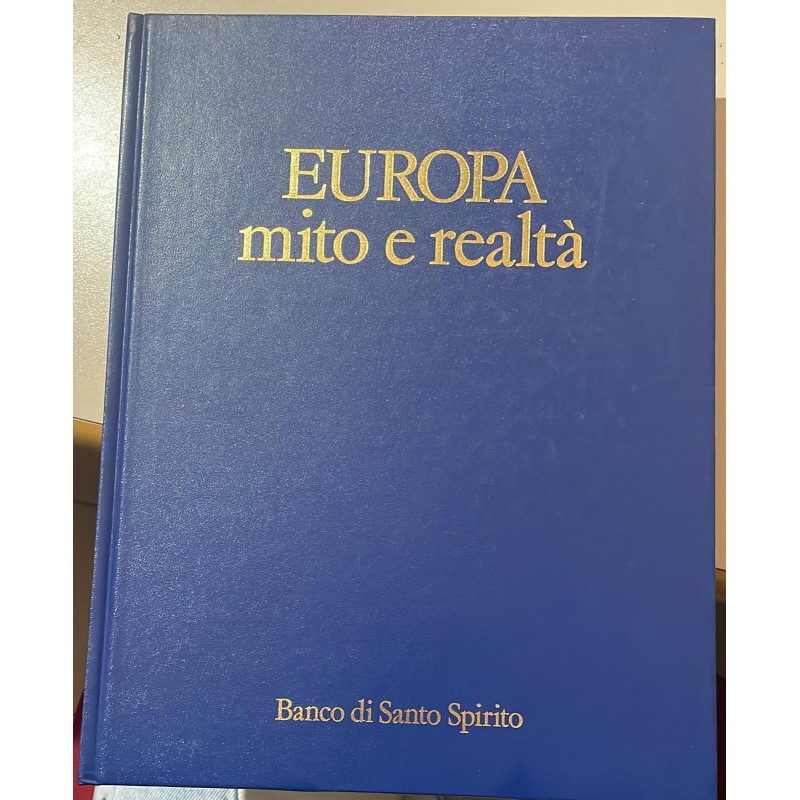 EUROPA
mito e realtà
Banco di Santo Spirito